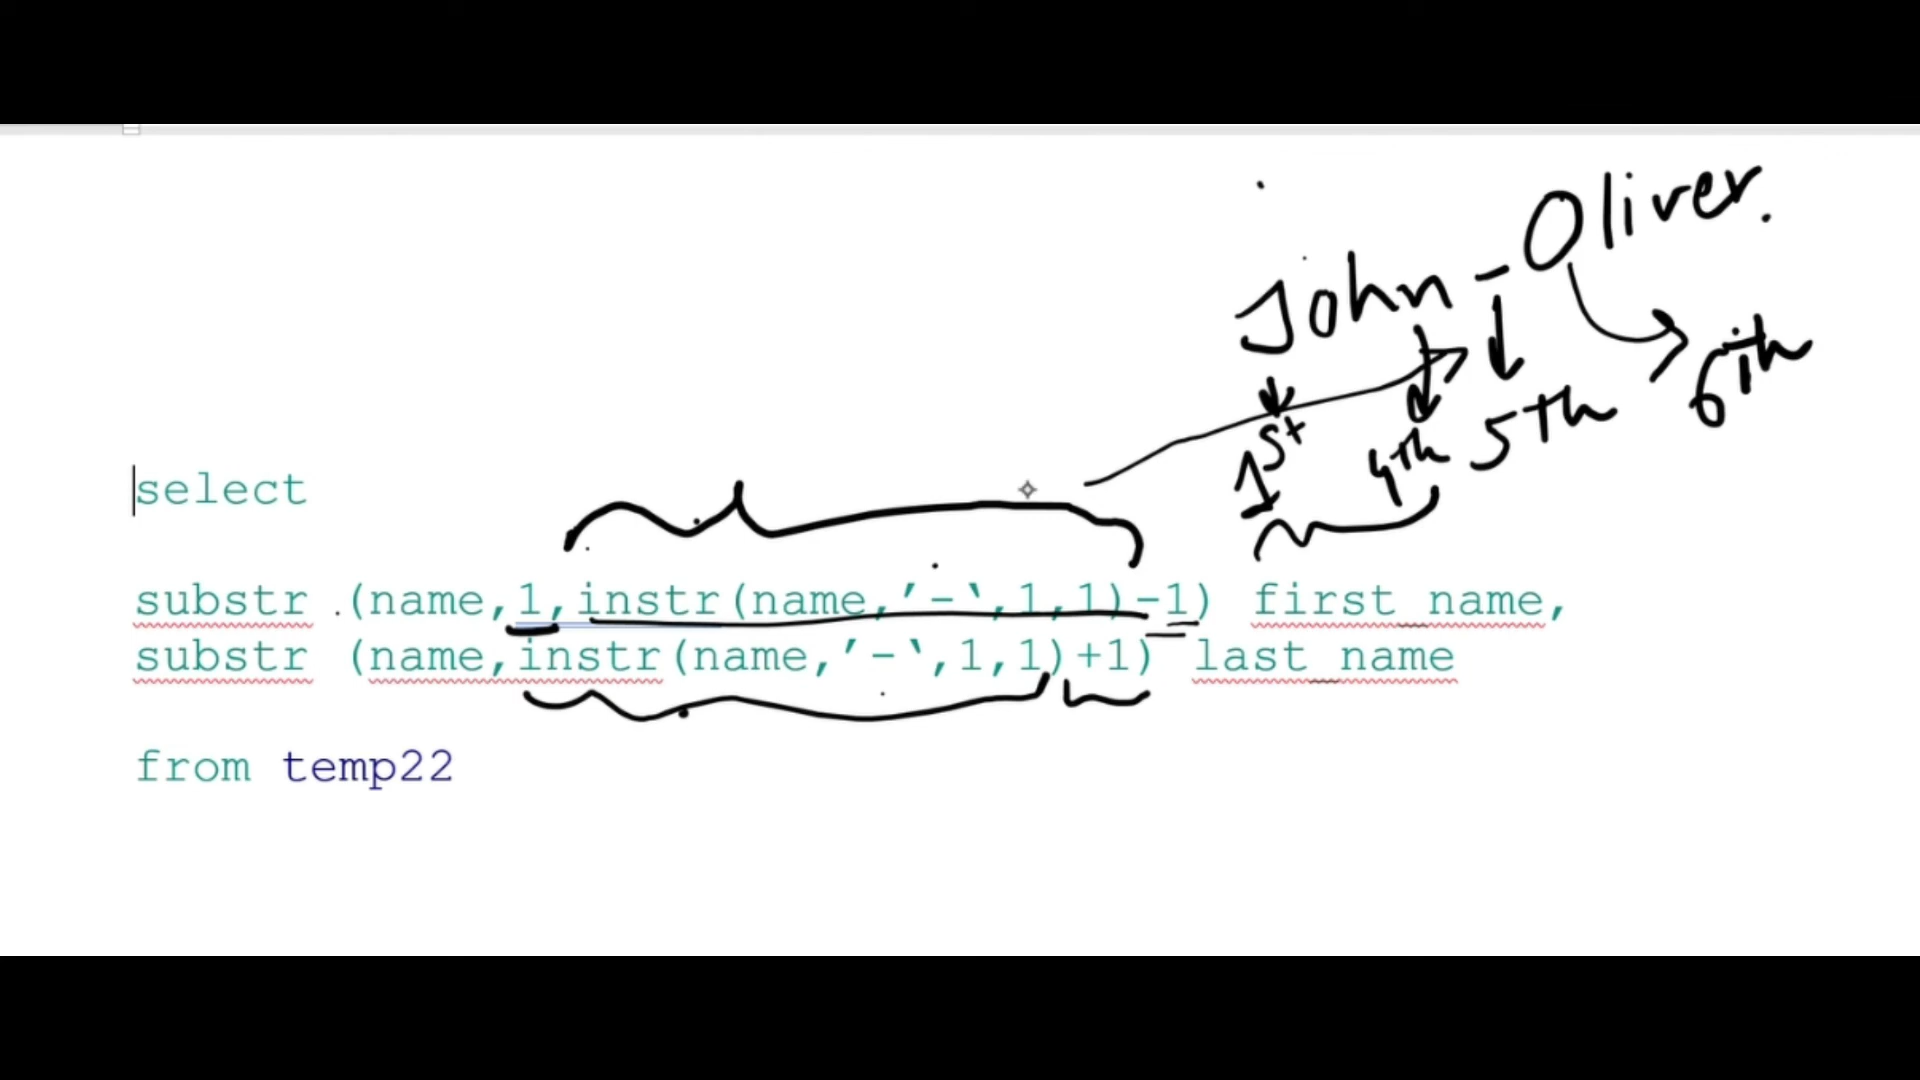 John-Oliver.
1st 4th 5th 6th
select
substr (name,1,instr(name,’-‘,1,1)-1) first_name,
substr (name,instr(name,’-‘,1,1)+1) last_name
from temp22